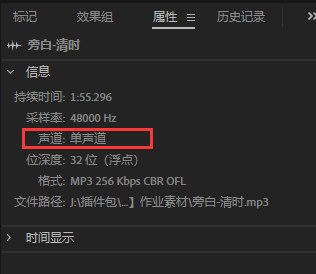 标记 效果组 属性 ≡ 历史记录 »
旁白-清时
信息
持续时间: 1:55.296
采样率: 48000 Hz
声道: 单声道
位深度: 32 位（浮点）
格式: MP3 256 Kbps CBR OFL
文件路径: J:\插件包\...】作业素材\旁白-清时.mp3
时间显示